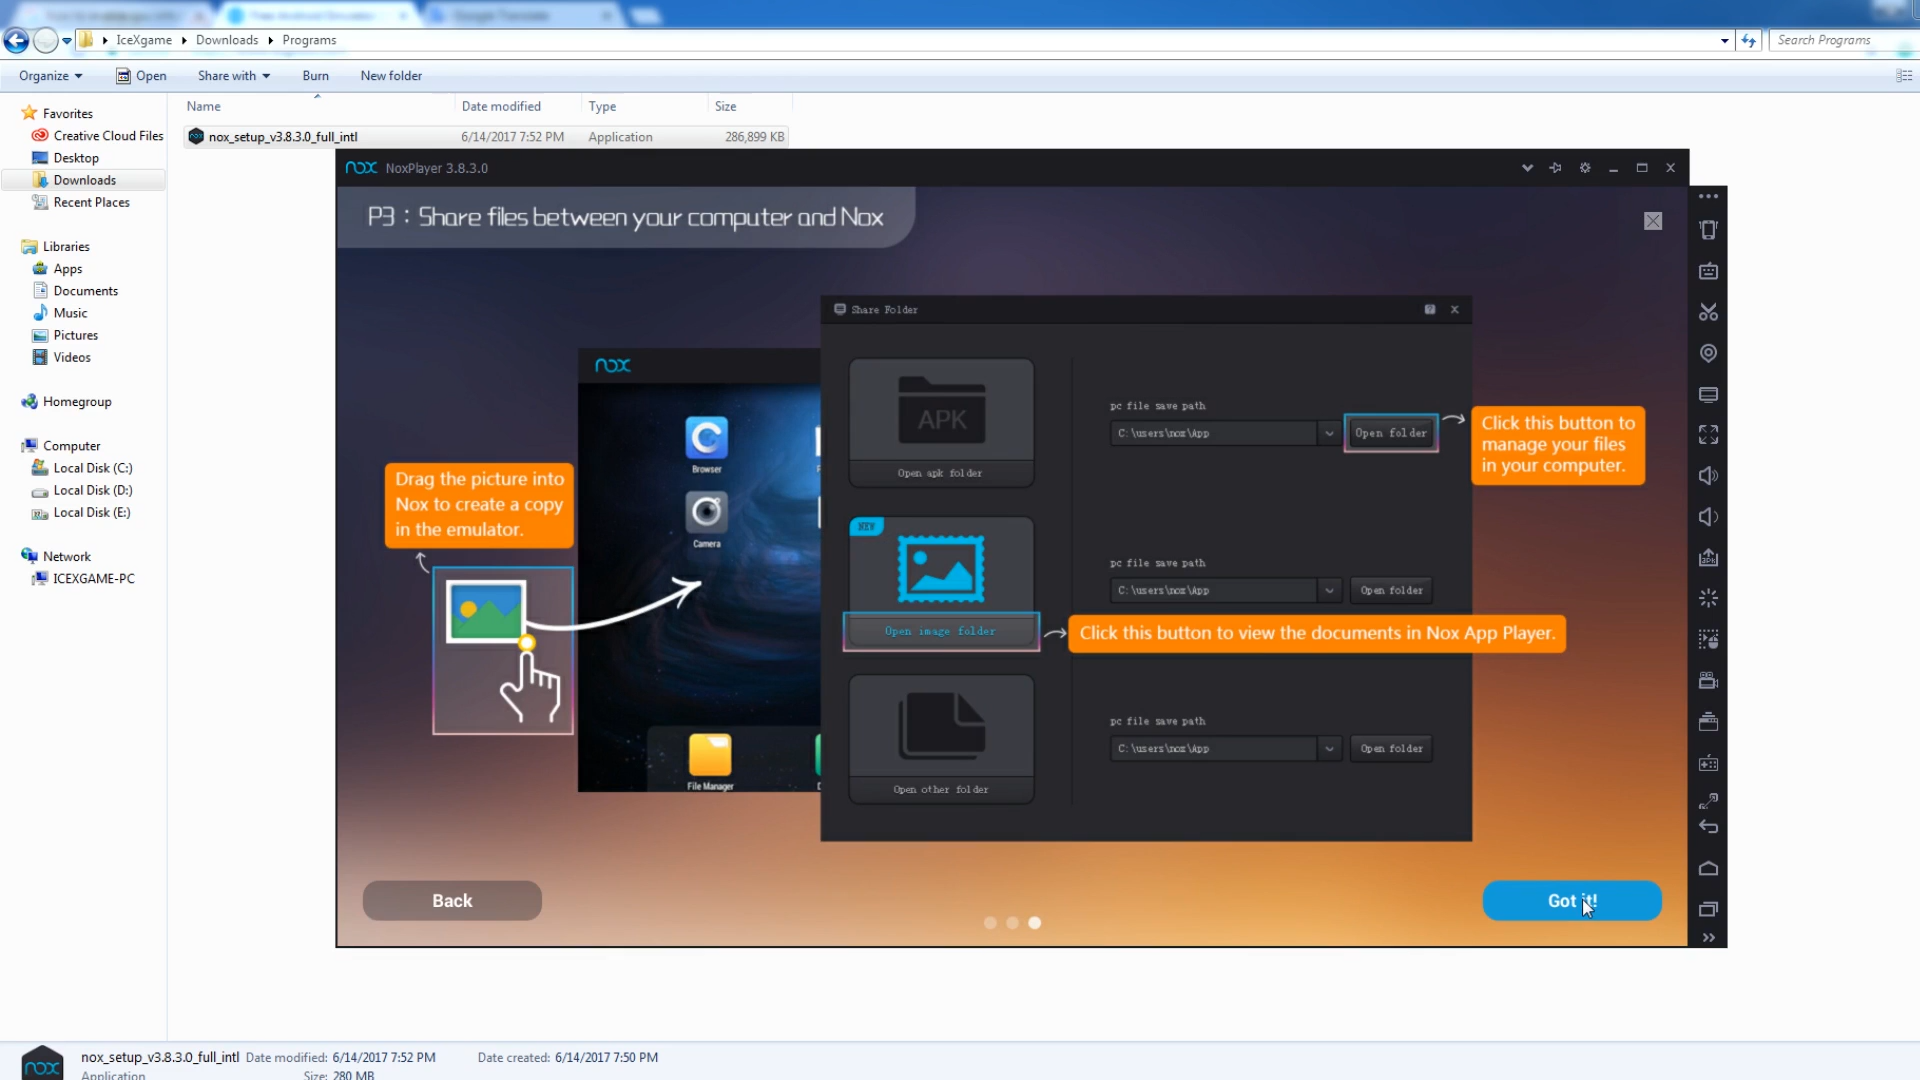 Google Translate
IceXgame
Downloads
Programs
Search Programs
Organize
Open
Share with
Burn
New folder
Name
Date modified
Type
Size
nox_setup_v3.8.3.0_full_intl
6/14/2017 7:52 PM
Application
286,899 KB
Favorites
Creative Cloud Files
Desktop
Downloads
Recent Places
Libraries
Apps
Documents
Music
Pictures
Videos
Homegroup
Computer
Local Disk (C:)
Local Disk (D:)
Local Disk (E:)
Network
ICEXGAME-PC
nox NoxPlayer 3.8.3.0
P3 : Share files between your computer and Nox
Drag the picture into
Nox to create a copy
in the emulator.
nox
Browser
Camera
File Manager
Share Folder
APK
Open apk folder
pc file save path
C:\users\nox\App
Open folder
Click this button to
manage your files
in your computer.
NEW
Open image folder
pc file save path
C:\users\nox\App
Open folder
Click this button to view the documents in Nox App Player.
Open other folder
pc file save path
C:\users\nox\App
Open folder
Back
Got it!
nox
nox_setup_v3.8.3.0_full_intl
Date modified: 6/14/2017 7:52 PM
Date created: 6/14/2017 7:50 PM
Application
Size: 280 MB